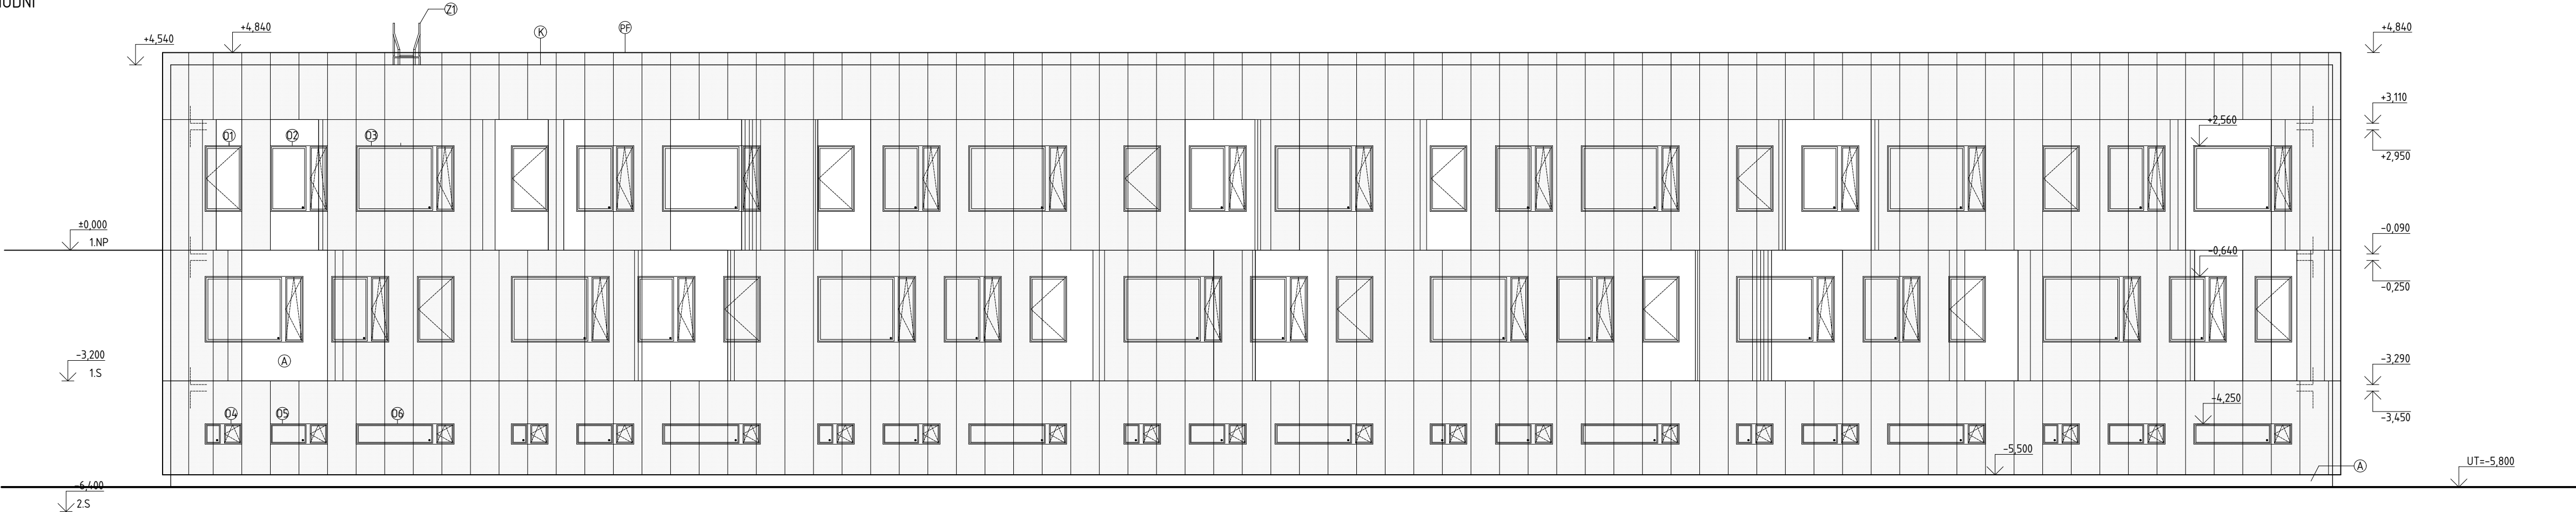 Z1
+4,840
K
PF
+4,840
+4,540
+3,110
+2,560
O1
O2
O3
+2,950
±0,000
1.NP
-0,090
-0,640
-0,250
-3,200
1.S
A
-3,290
-4,250
-3,450
O4
O5
O6
-5,500
A
UT=-5,800
-6,400
2.S